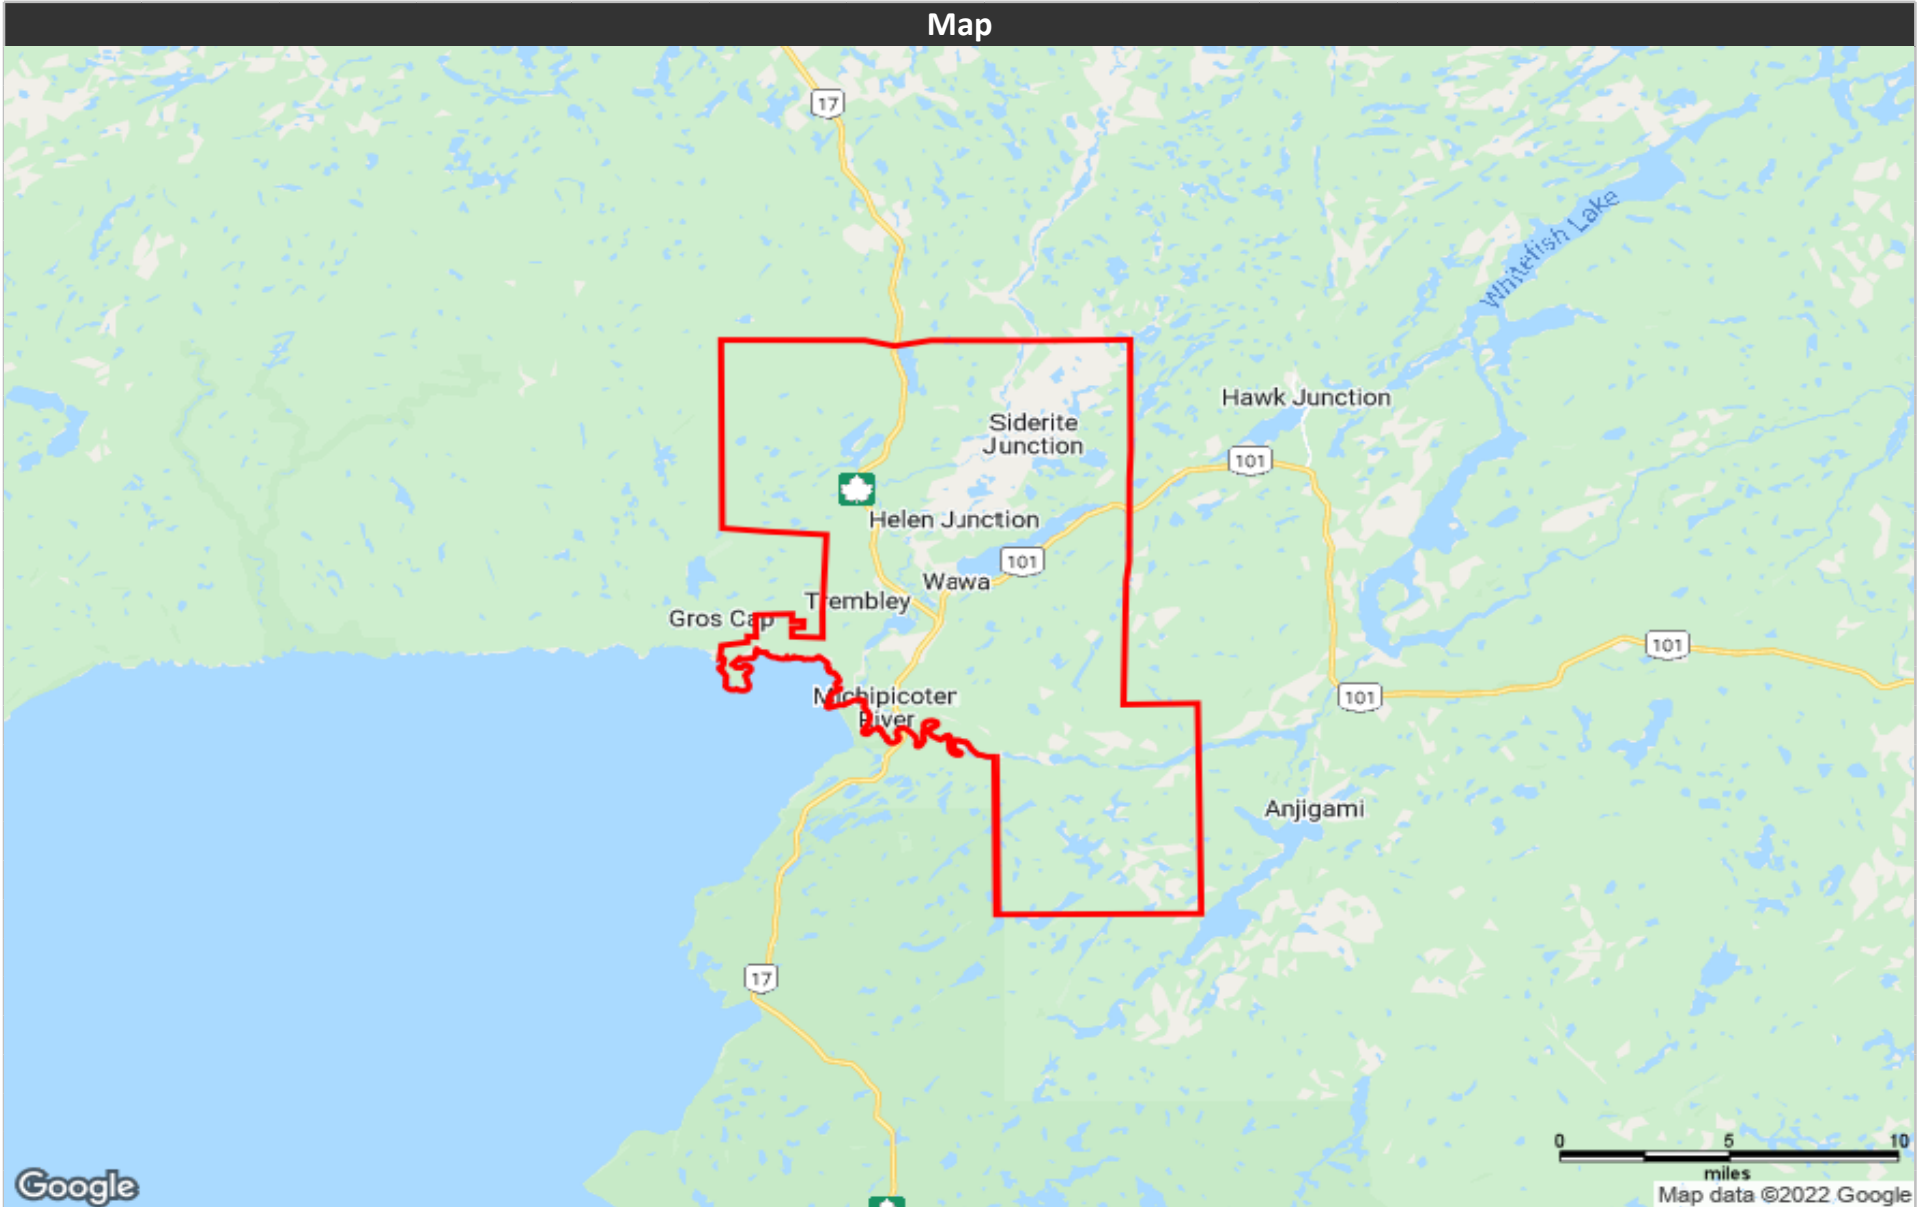 Map
17
Whitefish Lake
Hawk Junction
Siderite
Junction
101
Helen Junction
101
Wawa
Trembley
Gros Cap
101
Michipicoter
River
101
Anjigami
17
0 5 10
miles
Google
Map data ©2022 Google